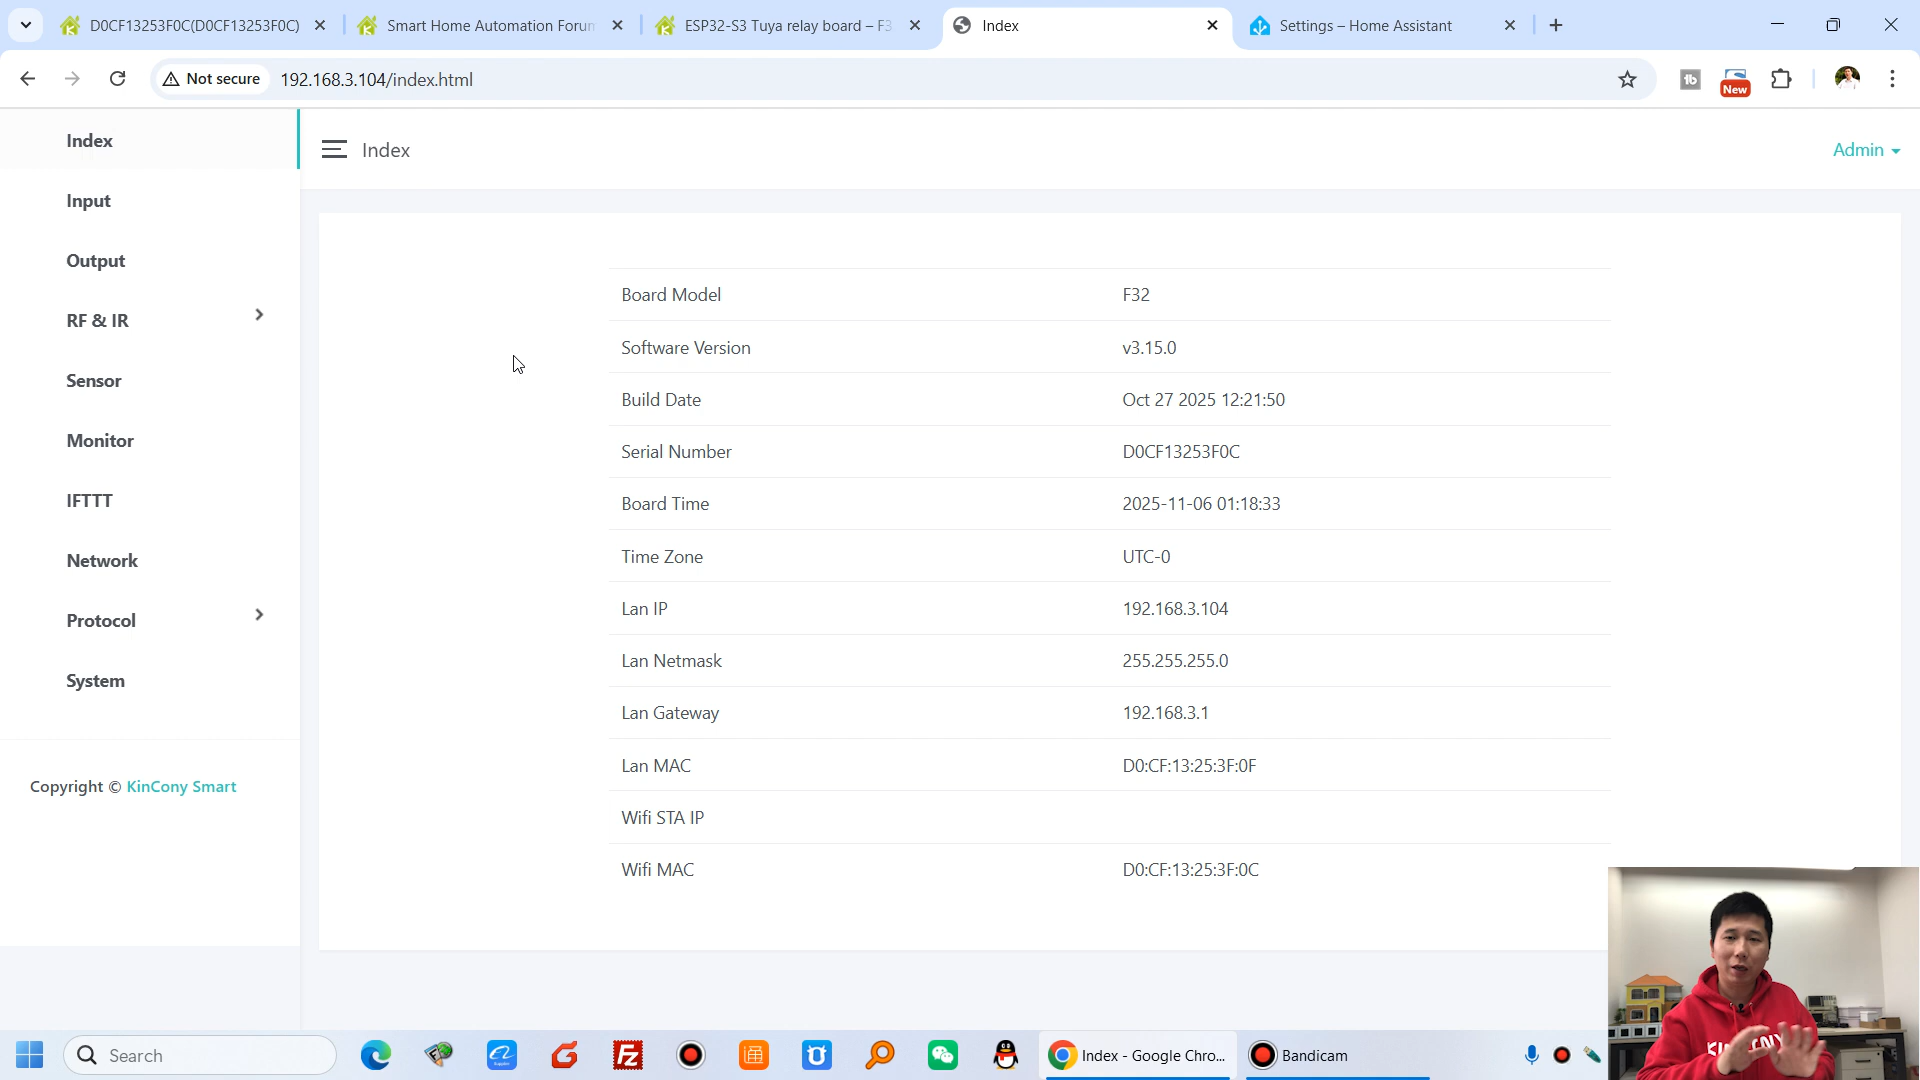 D0CF13253F0C(D0CF13253F0C)
Smart Home Automation Forum
ESP32-S3 Tuya relay board – F3
Index
Settings – Home Assistant
Not secure
192.168.3.104/index.html
New
Index
Input
Output
RF & IR
Sensor
Monitor
IFTTT
Network
Protocol
System
Copyright © KinCony Smart
Index
Admin
Board Model F32
Software Version v3.15.0
Build Date Oct 27 2025 12:21:50
Serial Number D0CF13253F0C
Board Time 2025-11-06 01:18:33
Time Zone UTC-0
Lan IP 192.168.3.104
Lan Netmask 255.255.255.0
Lan Gateway 192.168.3.1
Lan MAC D0:CF:13:25:3F:0F
Wifi STA IP
Wifi MAC D0:CF:13:25:3F:0C
Search
Index - Google Chro...
Bandicam